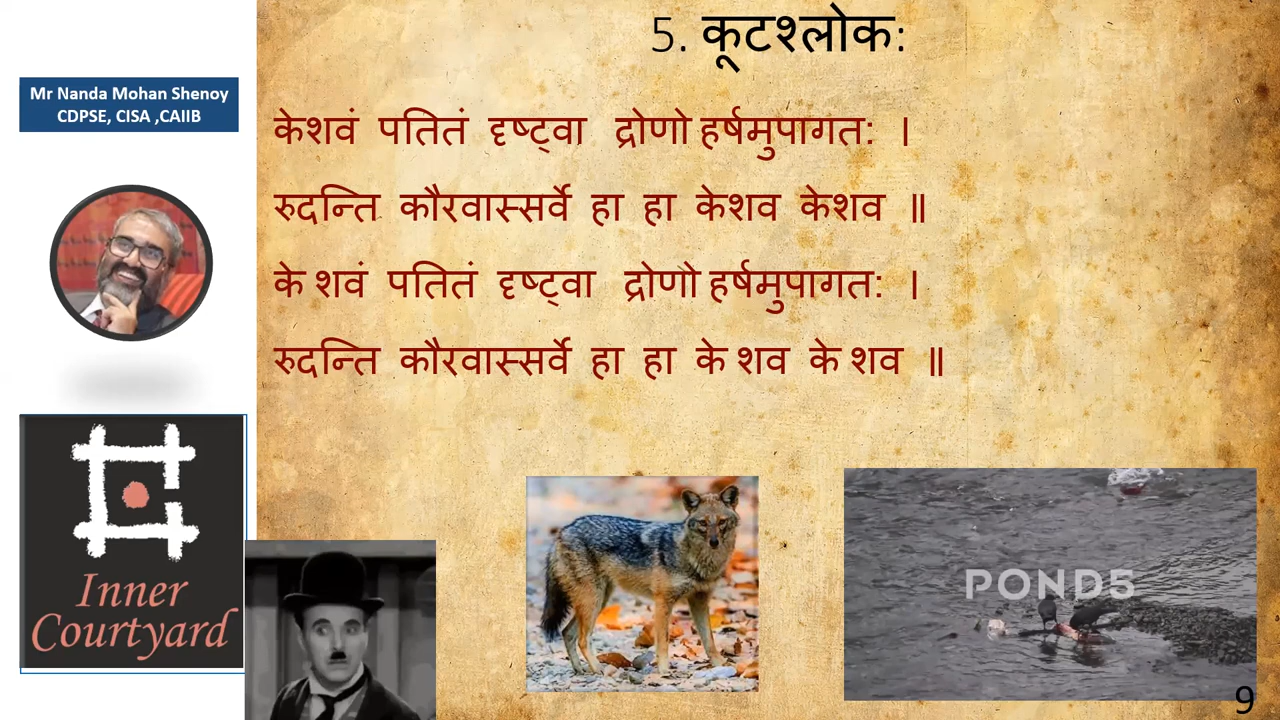 5. कूटश्लोकः
Mr Nanda Mohan Shenoy
CDPSE, CISA ,CAIIB
केशवं पतितं दृष्ट्वा द्रोणो हर्षमुपागतः ।
रुदन्ति कौरवास्सर्वे हा हा केशव केशव ॥
के शवं पतितं दृष्ट्वा द्रोणो हर्षमुपागतः ।
रुदन्ति कौरवास्सर्वे हा हा के शव के शव ॥
Inner
Courtyard
POND5
9